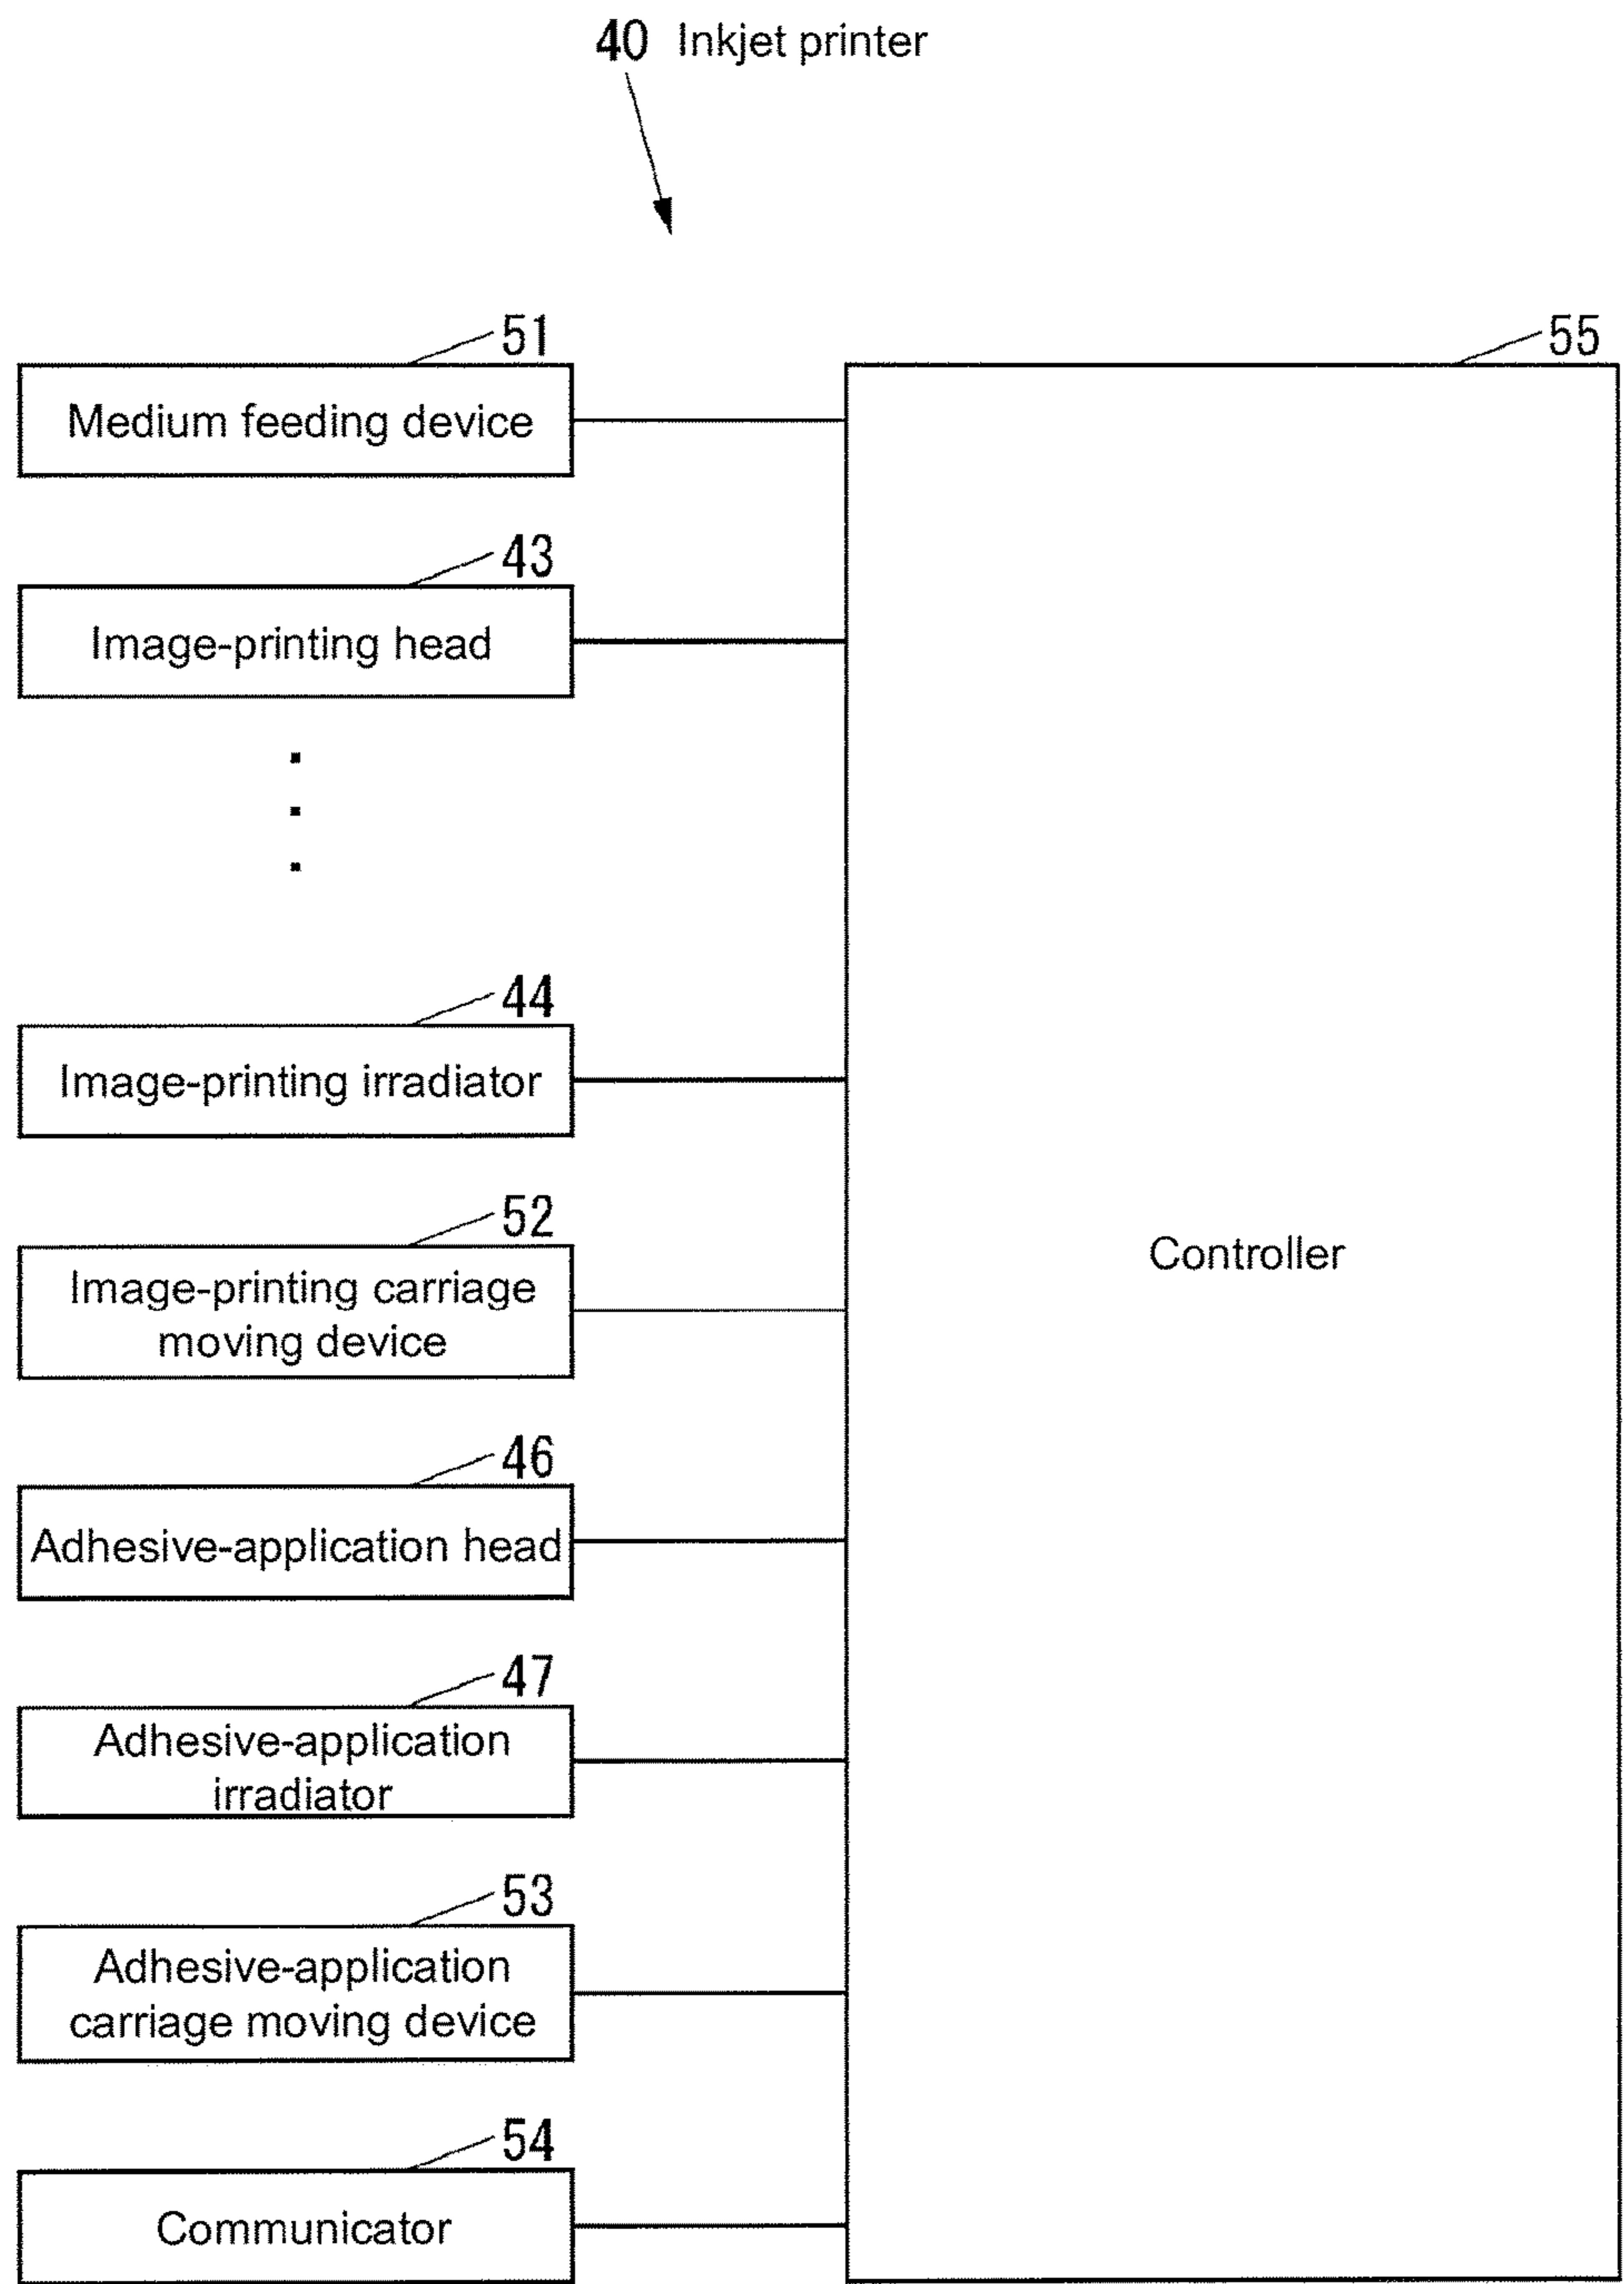 40 Inkjet printer
51
55
Medium feeding device
43
Image-printing head
44
Image-printing irradiator
52
Image-printing carriage
moving device
Controller
46
Adhesive-application head
47
Adhesive-application
irradiator
53
Adhesive-application
carriage moving device
54
Communicator